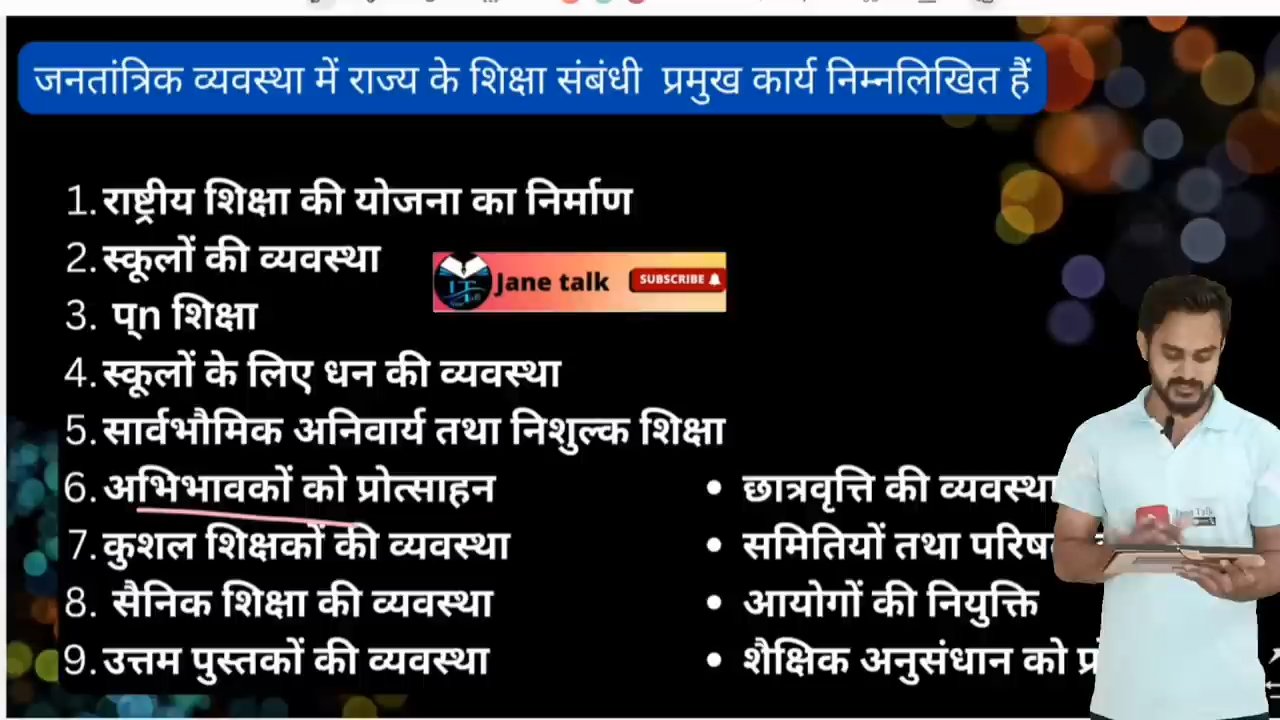 जनतांत्रिक व्यवस्था में राज्य के शिक्षा संबंधी प्रमुख कार्य निम्नलिखित हैं
1. राष्ट्रीय शिक्षा की योजना का निर्माण
2. स्कूलों की व्यवस्था
Jane talk SUBSCRIBE
3. प्n शिक्षा
4. स्कूलों के लिए धन की व्यवस्था
5. सार्वभौमिक अनिवार्य तथा निशुल्क शिक्षा
6. अभिभावकों को प्रोत्साहन
7. कुशल शिक्षकों की व्यवस्था
8. सैनिक शिक्षा की व्यवस्था
9. उत्तम पुस्तकों की व्यवस्था
• छात्रवृत्ति की व्यवस्था
• समितियों तथा
• आयोगों की नियुक्ति
• शैक्षिक अनुसंधान को
Jane Talk